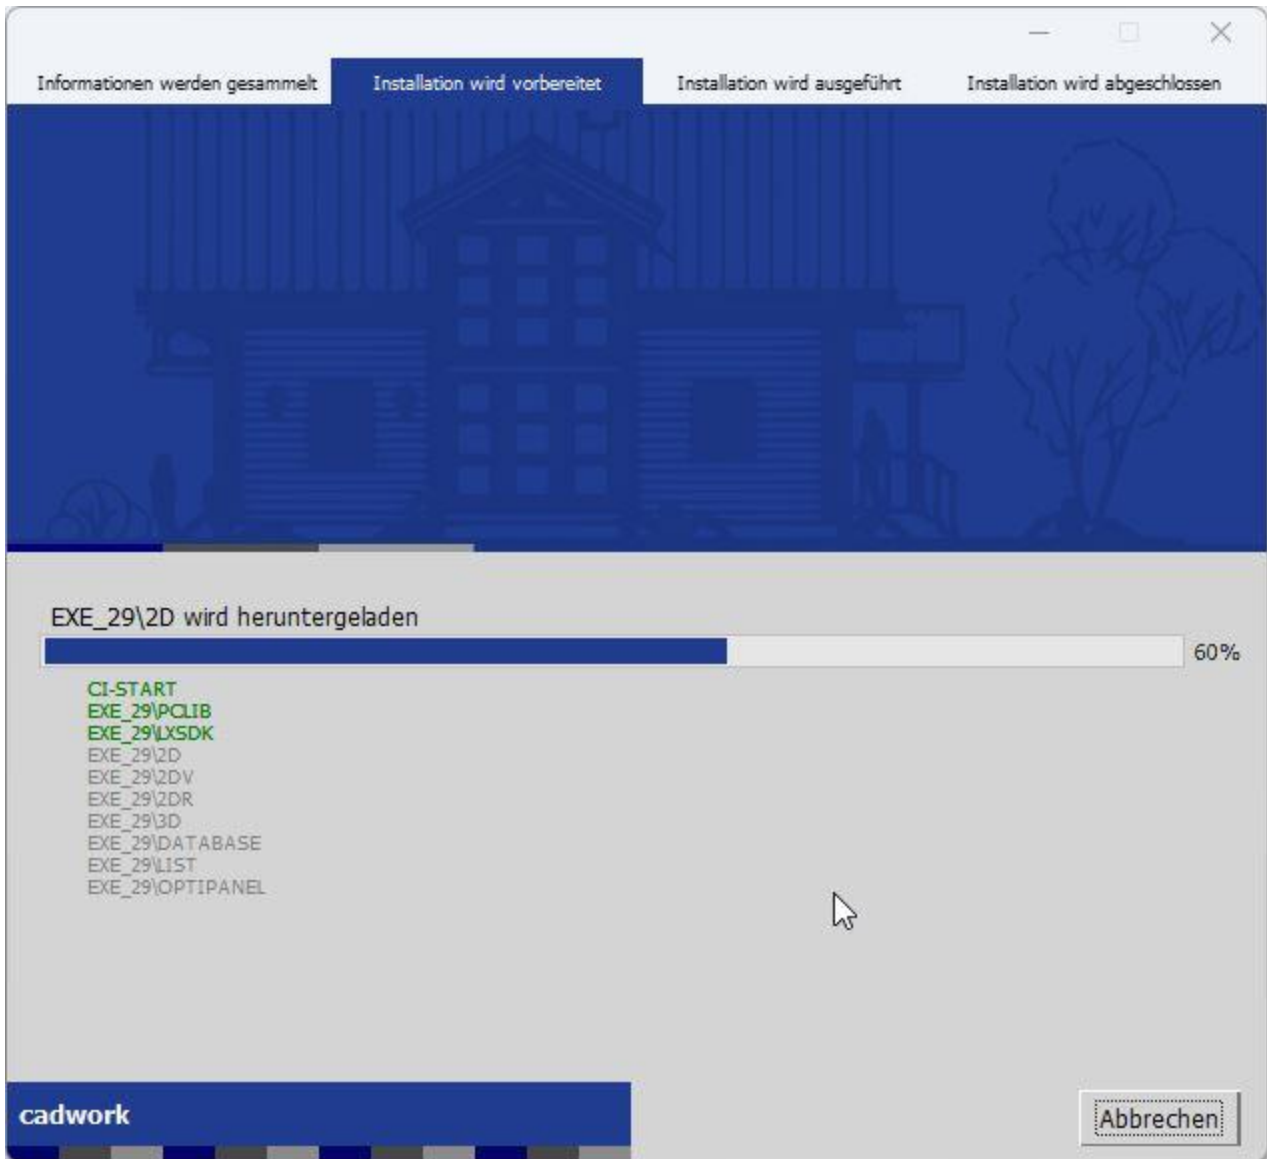 Informationen werden gesammelt Installation wird vorbereitet Installation wird ausgeführt Installation wird abgeschlossen
EXE_29\2D wird heruntergeladen
60%
CI-START
EXE_29\PCLIB
EXE_29\LXSDK
EXE_29\2D
EXE_29\2DV
EXE_29\2DR
EXE_29\3D
EXE_29\DATABASE
EXE_29\LIST
EXE_29\OPTIPANEL
cadwork
Abbrechen